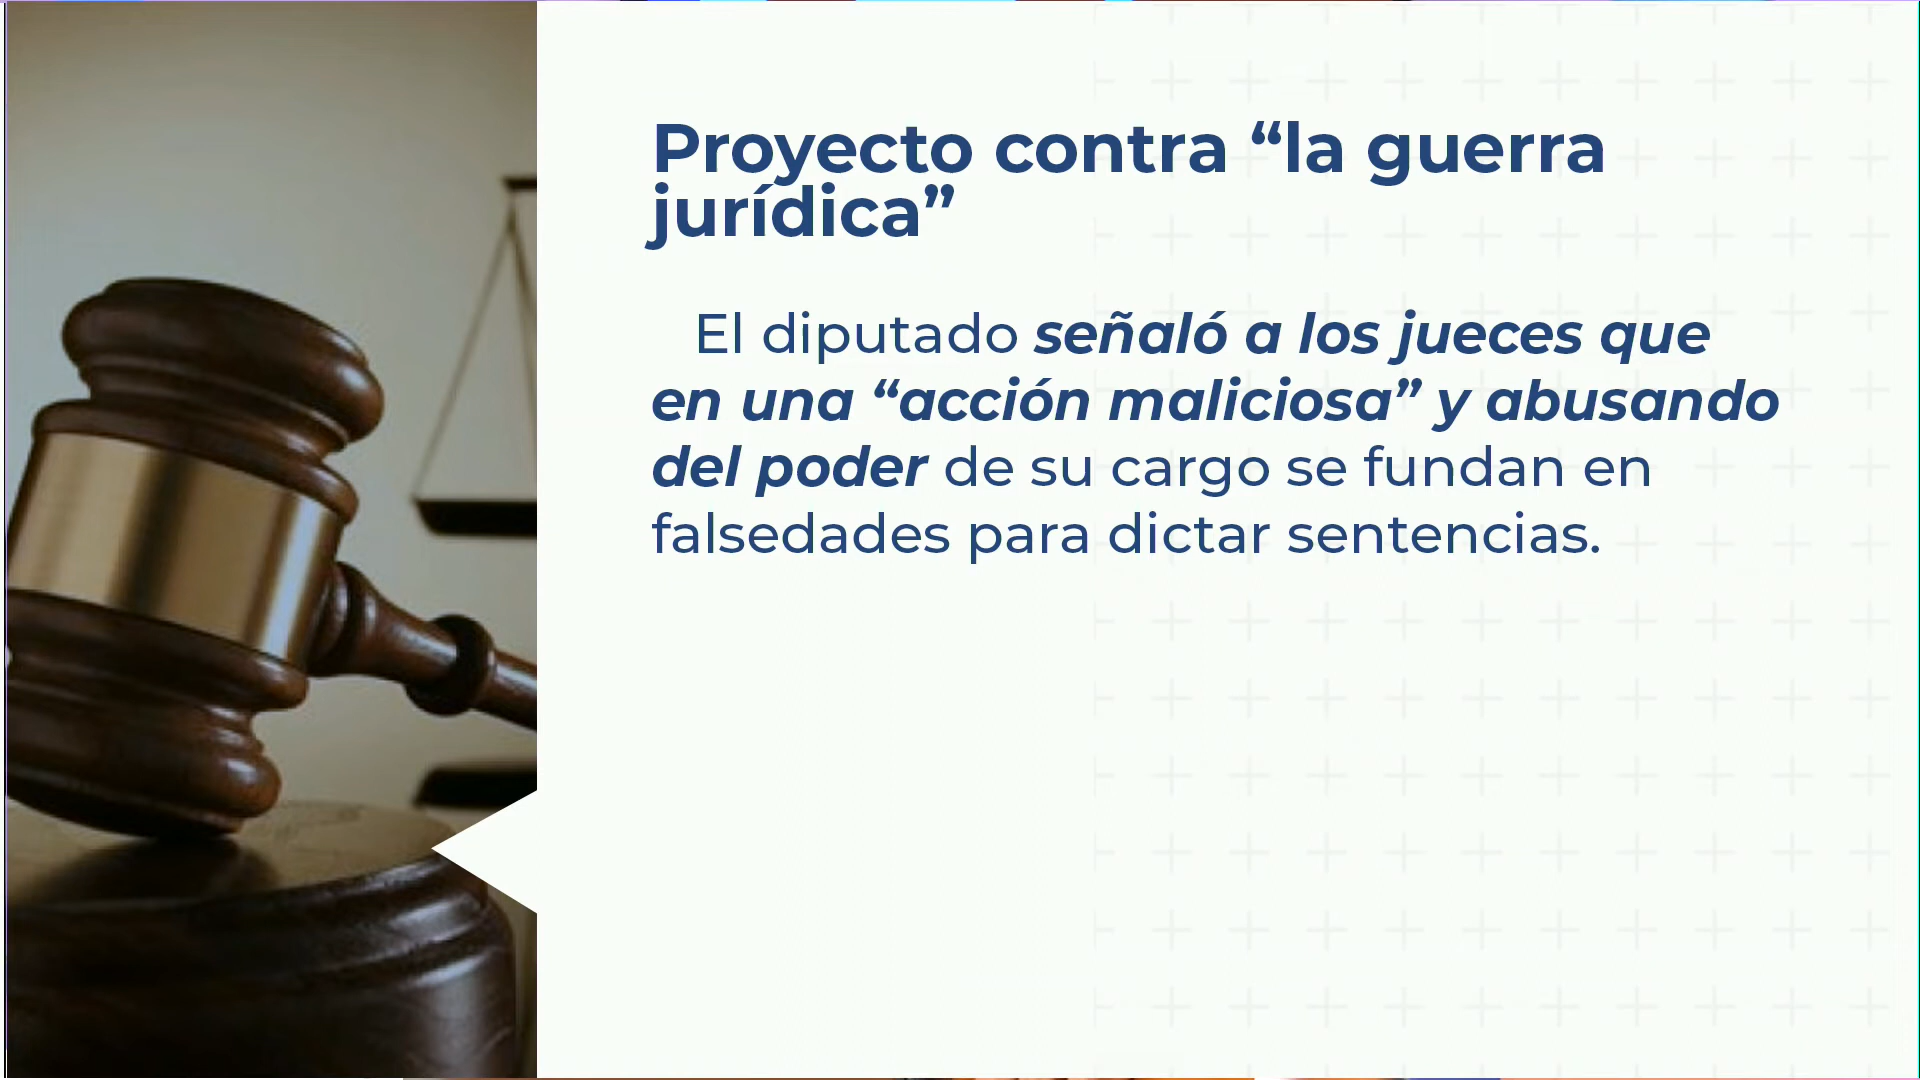 Proyecto contra “la guerra
jurídica”
El diputado señaló a los jueces que
en una “acción maliciosa” y abusando
del poder de su cargo se fundan en
falsedades para dictar sentencias.